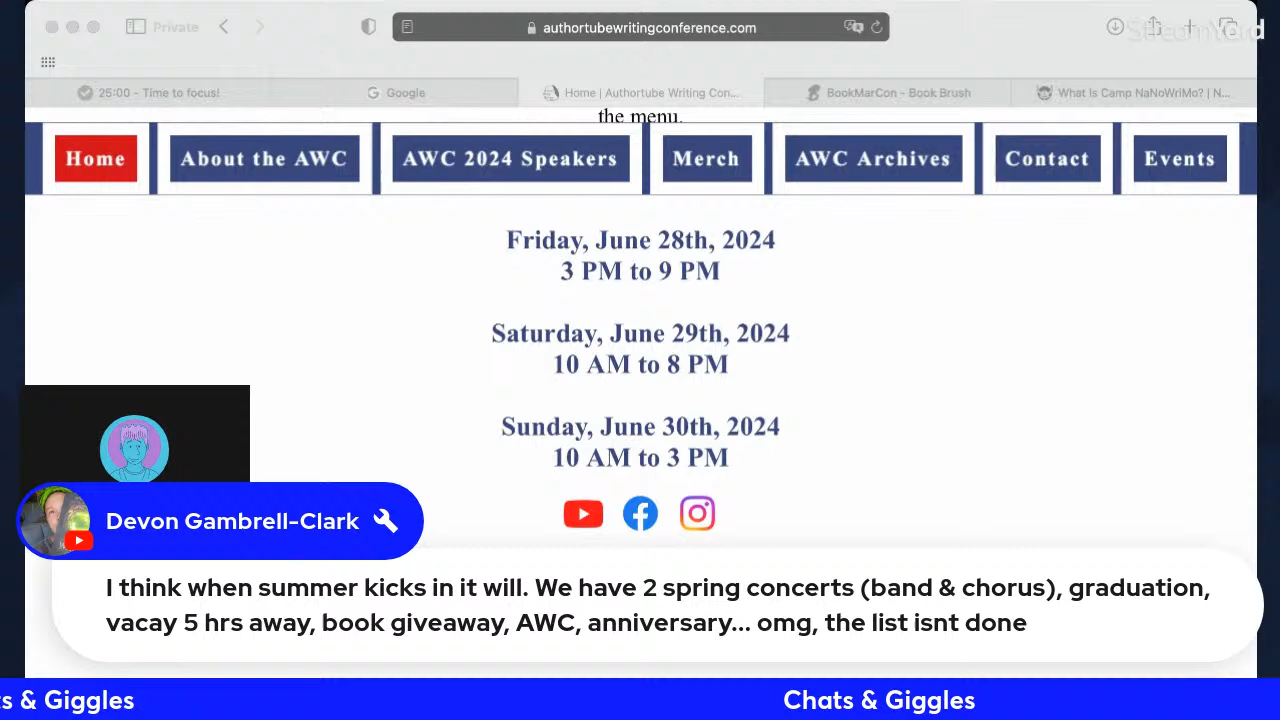 Private
authortubewritingconference.com
StreamYard
25:00 - Time to focus!
Google
Home | Authortube Writing Con...
BookMarCon - Book Brush
What Is Camp NaNoWriMo? | N...
the menu.
Home
About the AWC
AWC 2024 Speakers
Merch
AWC Archives
Contact
Events
Friday, June 28th, 2024
3 PM to 9 PM
Saturday, June 29th, 2024
10 AM to 8 PM
Sunday, June 30th, 2024
10 AM to 3 PM
Devon Gambrell-Clark
I think when summer kicks in it will. We have 2 spring concerts (band & chorus), graduation,
vacay 5 hrs away, book giveaway, AWC, anniversary... omg, the list isnt done
ts & Giggles
Chats & Giggles